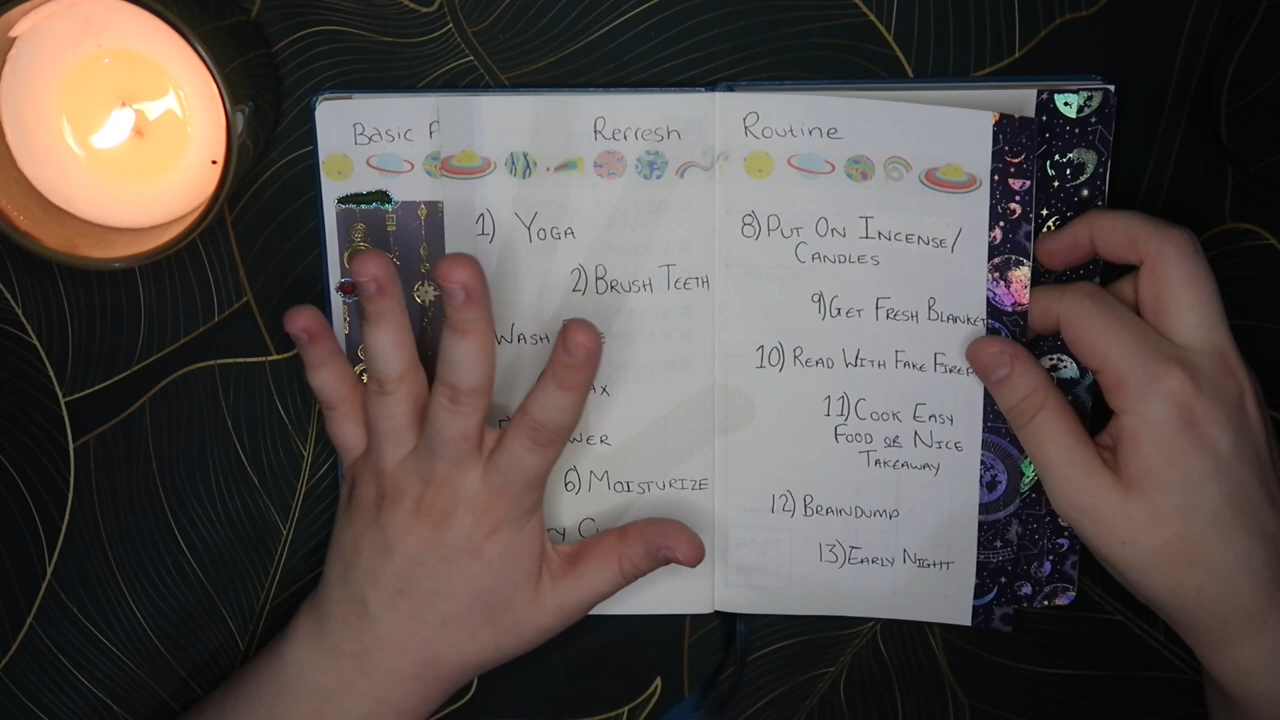 Basic
Refresh Routine
1) YOGA
2) BRUSH TEETH
WASH
6) MOISTURIZE
8) PUT ON INCENSE/
CANDLES
9) GET FRESH BLANKET
10) READ WITH FAKE
11) COOK EASY
FOOD OR NICE
TAKEAWAY
12) BRAINDUMP
13) EARLY NIGHT